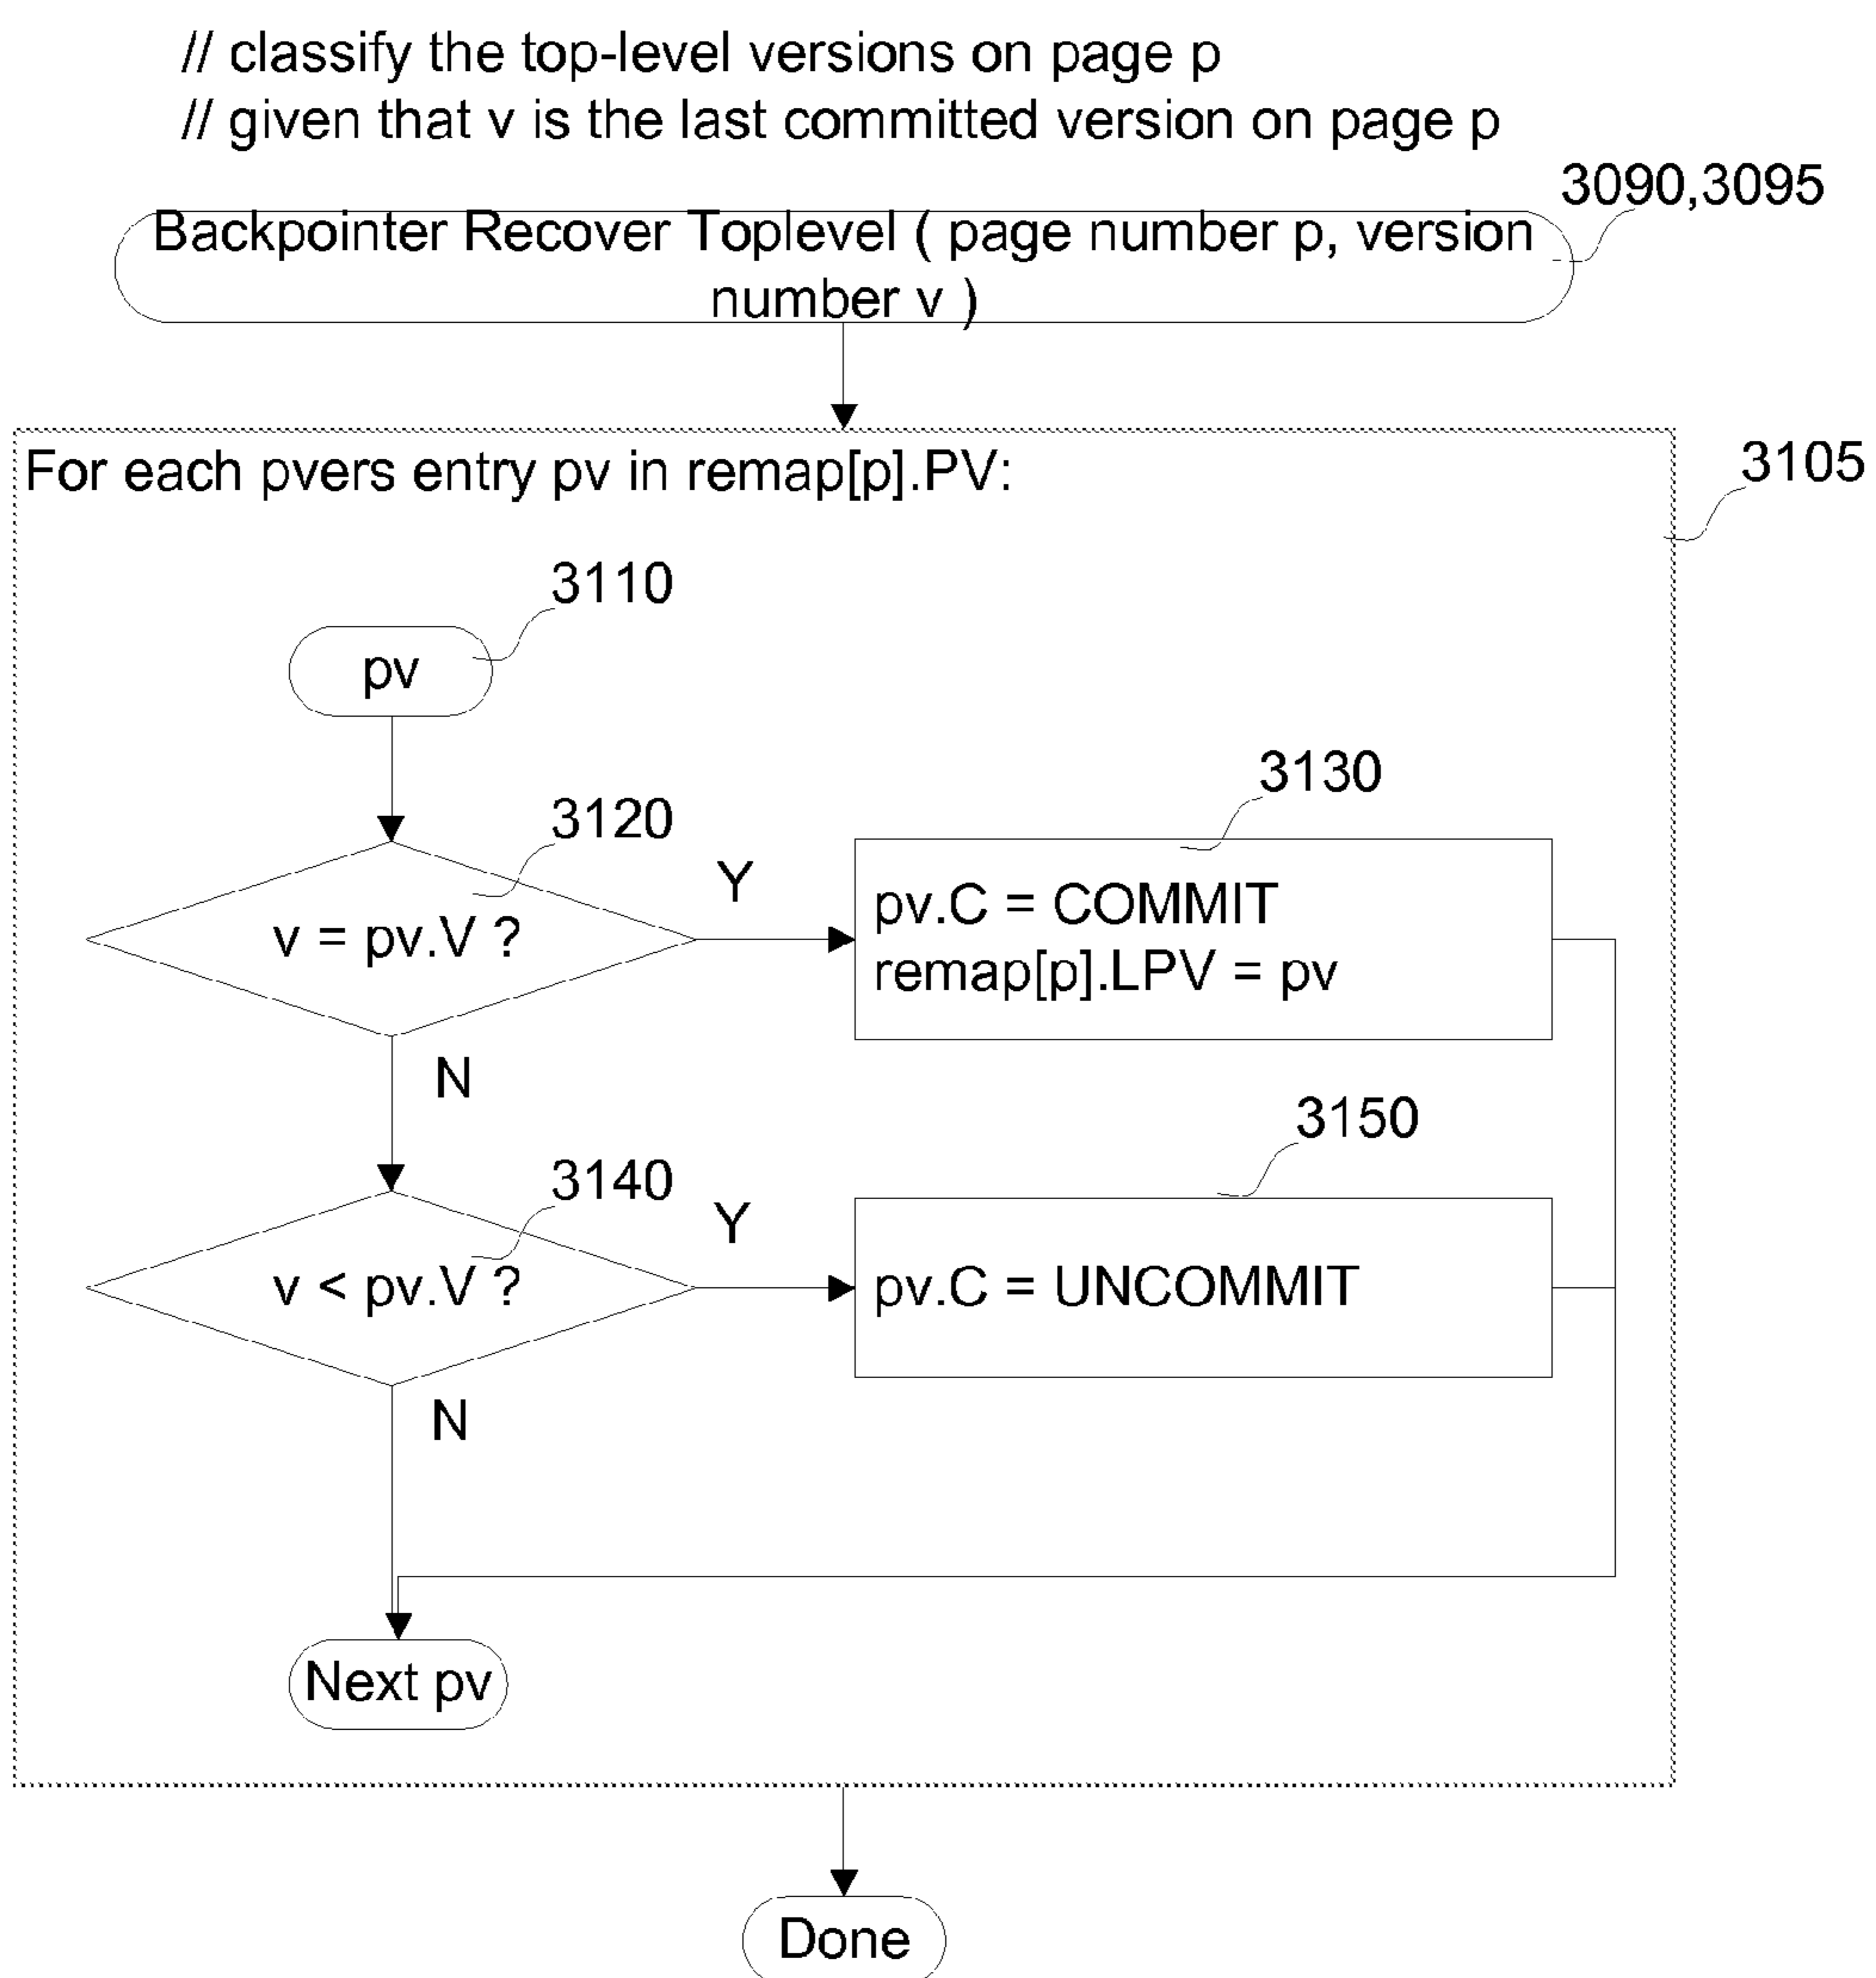 // classify the top-level versions on page p
// given that v is the last committed version on page p
3090,3095
Backpointer Recover Toplevel ( page number p, version
number v )
3105
For each pvers entry pv in remap[p].PV:
3110
pv
3120
3130
Y
v = pv.V ?
pv.C = COMMIT
remap[p].LPV = pv
N
3150
3140
Y
v < pv.V ?
pv.C = UNCOMMIT
N
Next pv
Done